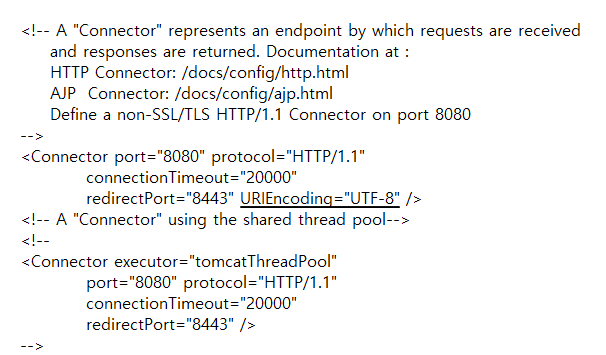 <!-- A "Connector" represents an endpoint by which requests are received
and responses are returned. Documentation at :
HTTP Connector: /docs/config/http.html
AJP  Connector: /docs/config/ajp.html
Define a non-SSL/TLS HTTP/1.1 Connector on port 8080
-->
<Connector port="8080" protocol="HTTP/1.1"
connectionTimeout="20000"
redirectPort="8443" URIEncoding="UTF-8" />
<!-- A "Connector" using the shared thread pool-->
<!--
<Connector executor="tomcatThreadPool"
port="8080" protocol="HTTP/1.1"
connectionTimeout="20000"
redirectPort="8443" />
-->